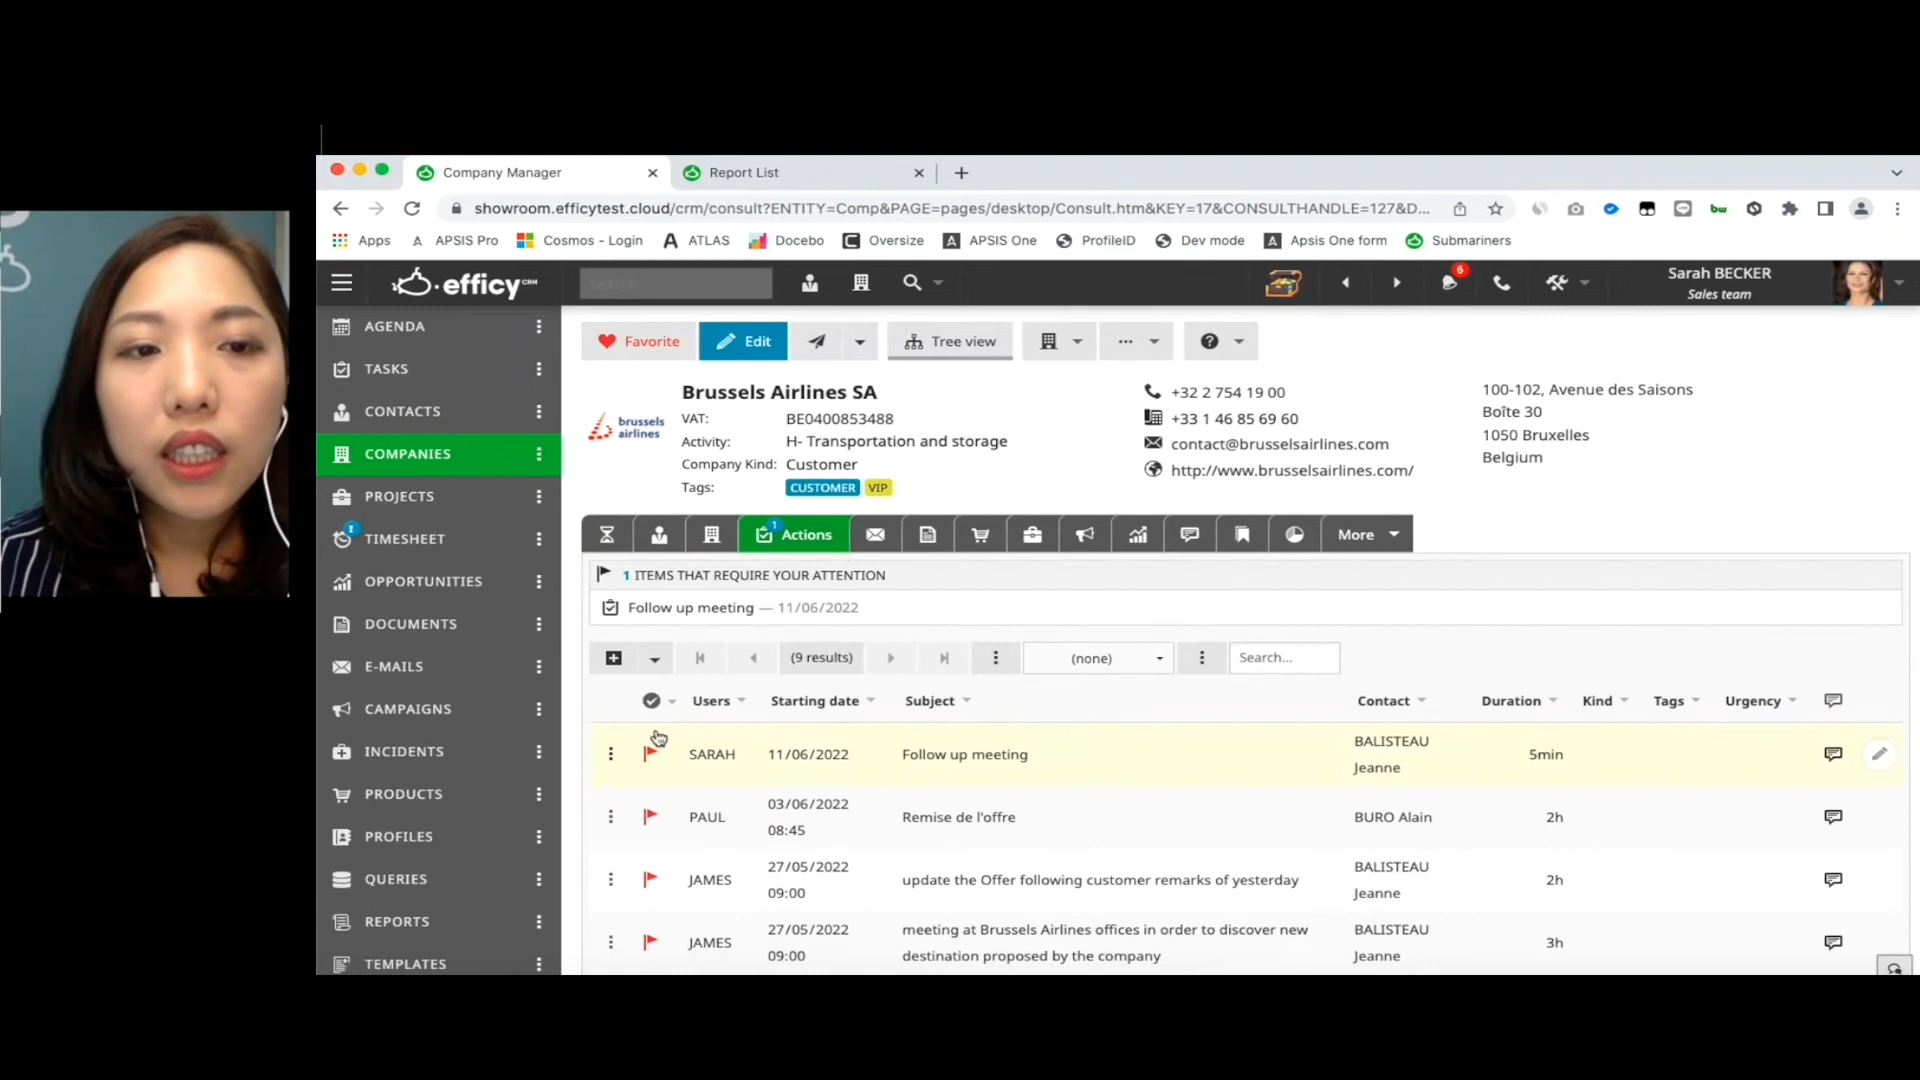 Company Manager
Report List
showroom.efficytest.cloud/crm/consult?ENTITY=Comp&PAGE=pages/desktop/Consult.htm&KEY=17&CONSULTHANDLE=127&D...
Apps
APSIS Pro
Cosmos - Login
ATLAS
Docebo
Oversize
APSIS One
ProfileID
Dev mode
Apsis One form
Submariners
efficy CRM
Search...
6
Sarah BECKER
Sales team
AGENDA
TASKS
CONTACTS
COMPANIES
PROJECTS
TIMESHEET
OPPORTUNITIES
DOCUMENTS
E-MAILS
CAMPAIGNS
INCIDENTS
PRODUCTS
PROFILES
QUERIES
REPORTS
TEMPLATES
Favorite
Edit
Tree view
brussels
airlines
Brussels Airlines SA
VAT: BE0400853488
Activity: H- Transportation and storage
Company Kind: Customer
Tags: CUSTOMER VIP
+32 2 754 19 00
+33 1 46 85 69 60
contact@brusselsairlines.com
http://www.brusselsairlines.com/
100-102, Avenue des Saisons
Boîte 30
1050 Bruxelles
Belgium
1 Actions
More
1 ITEMS THAT REQUIRE YOUR ATTENTION
Follow up meeting — 11/06/2022
(9 results)
(none)
Search...
Users Starting date Subject Contact Duration Kind Tags Urgency
SARAH 11/06/2022 Follow up meeting BALISTEAU Jeanne 5min
PAUL 03/06/2022 08:45 Remise de l'offre BURO Alain 2h
JAMES 27/05/2022 09:00 update the Offer following customer remarks of yesterday BALISTEAU Jeanne 2h
JAMES 27/05/2022 09:00 meeting at Brussels Airlines offices in order to discover new destination proposed by the company BALISTEAU Jeanne 3h